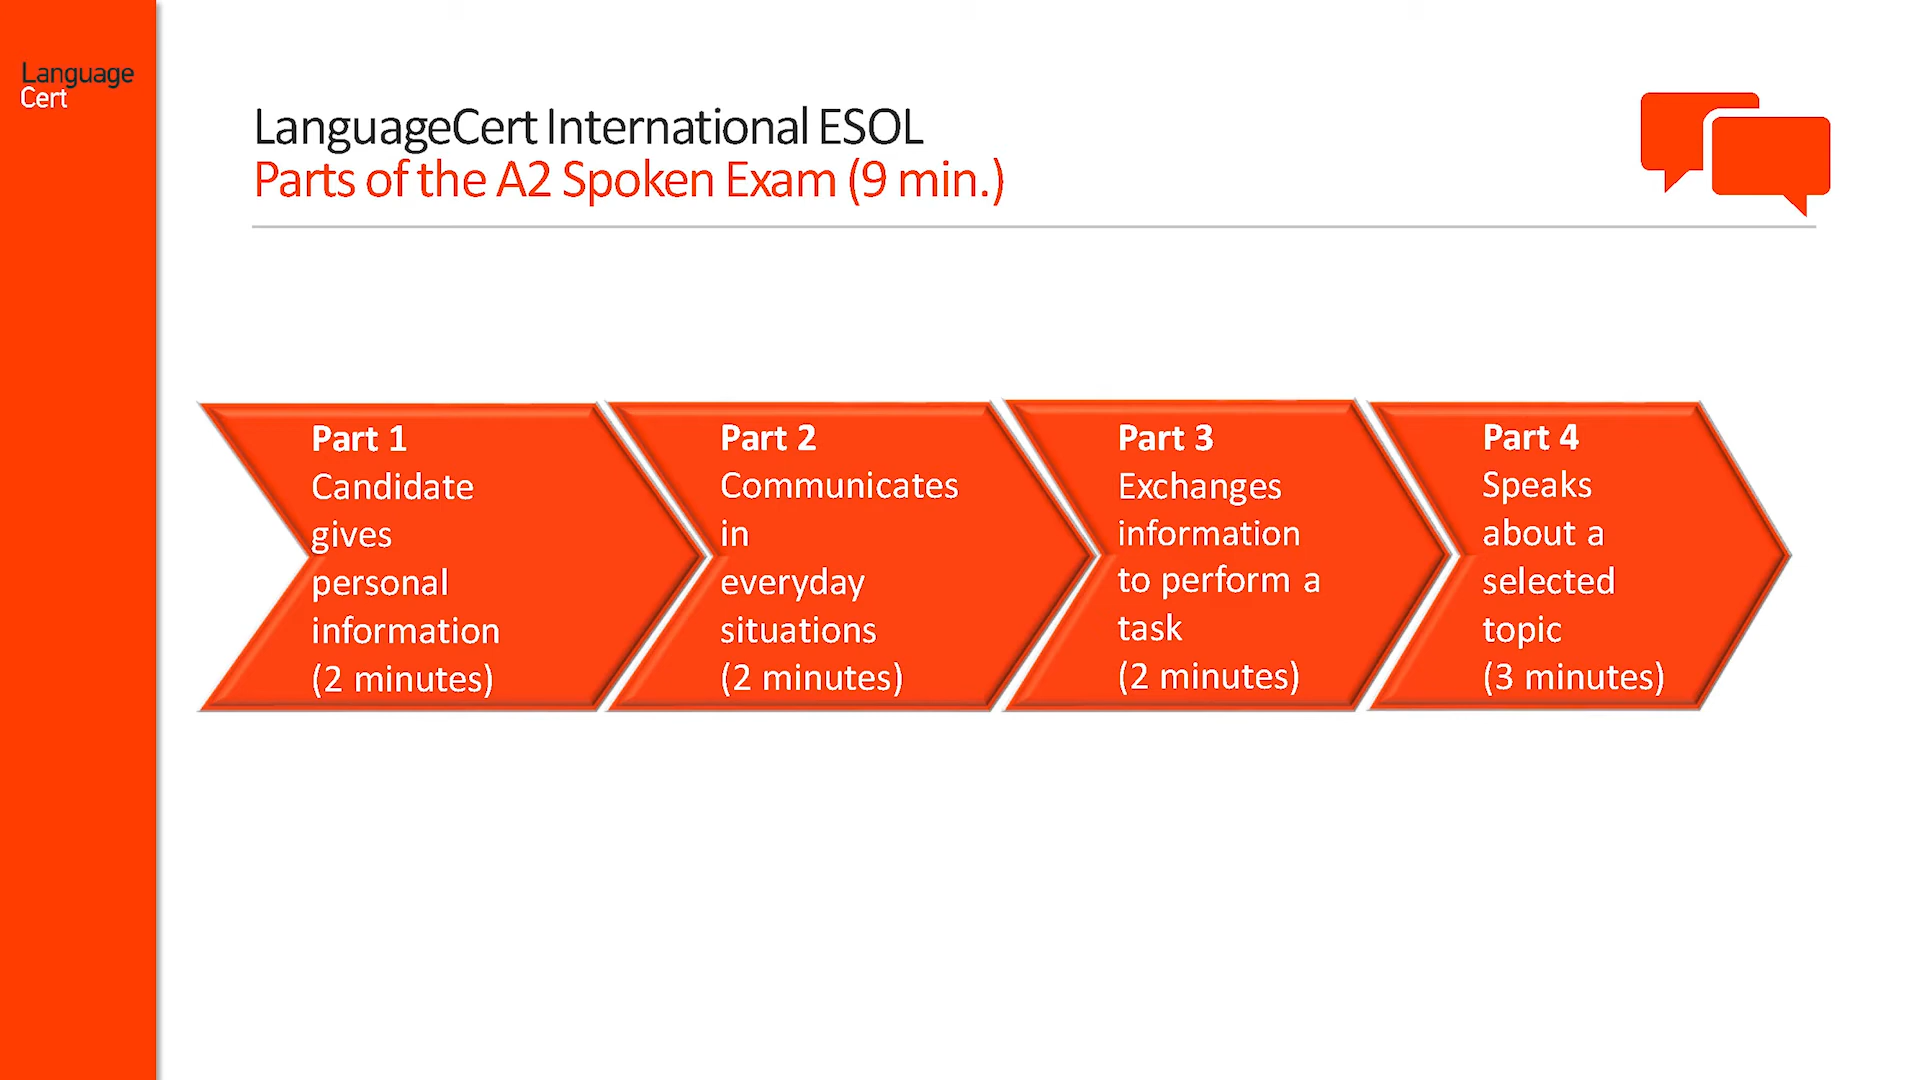 Language
Cert
LanguageCert International ESOL
Parts of the A2 Spoken Exam (9 min.)
Part 1
Candidate
gives
personal
information
(2 minutes)
Part 2
Communicates
in
everyday
situations
(2 minutes)
Part 3
Exchanges
information
to perform a
task
(2 minutes)
Part 4
Speaks
about a
selected
topic
(3 minutes)